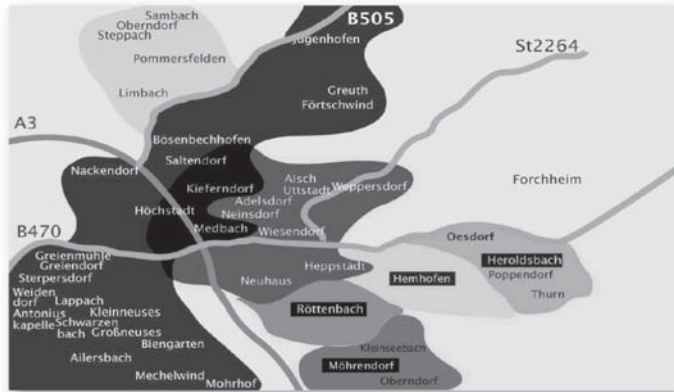 Sambach
Oberndorf
Steppach
Pommersfelden
Limbach
B505
Jugenhofen
Greuth
Förtschwind
St2264
A3
Bösenbechhofen
Saltendorf
Nackendorf
Kieferndorf
Aisch
Uttstadt
Weppersdorf
Adelsdorf
Neinsdorf
Höchstadt
Medbach
Wiesendorf
Forchheim
B470
Greienmühle
Greiendorf
Sterpersdorf
Weiden
dorf
Lappach
Antonius
kapelle
Kleinneuses
Schwarzen
bach
Großneuses
Biengarten
Ailersbach
Mechelwind
Mohrhof
Neuhaus
Heppstädt
Oesdorf
Heroldsbach
Poppendorf
Thurn
Hemhofen
Röttenbach
Kleinseebach
Möhrendorf
Oberndorf